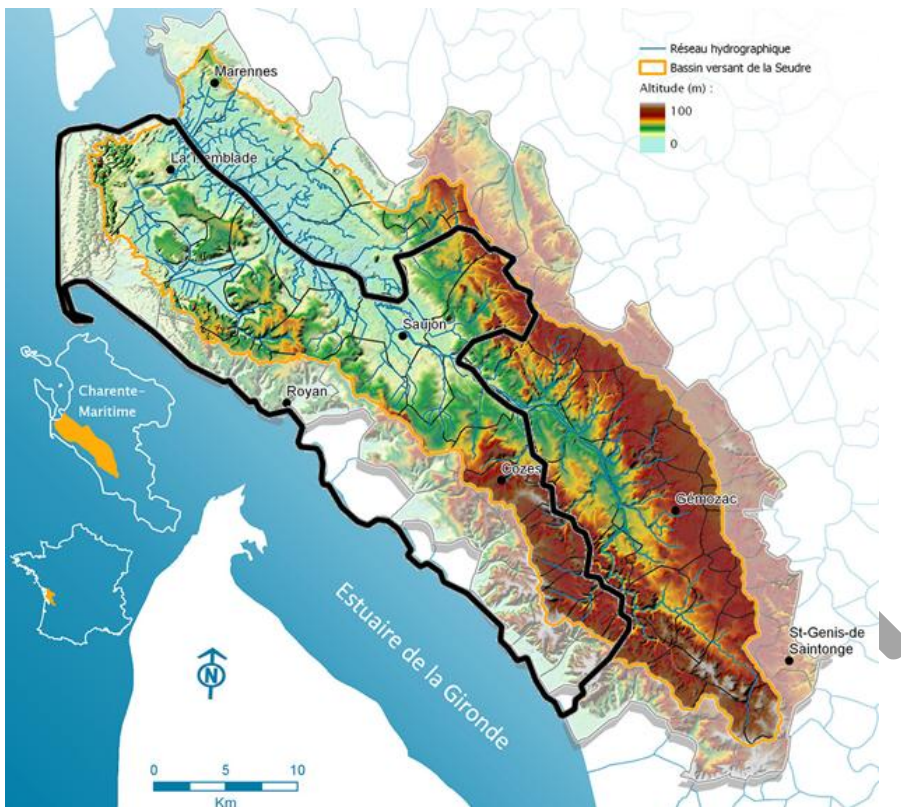 Réseau hydrographique
Bassin versant de la Seudre
Altitude (m) :
100
0
Marennes
La Tremblade
Saujon
Royan
Charente-
Maritime
Cozes
Gémozac
St-Genis-de
Saintonge
Estuaire de la Gironde
N
0 5 10
Km